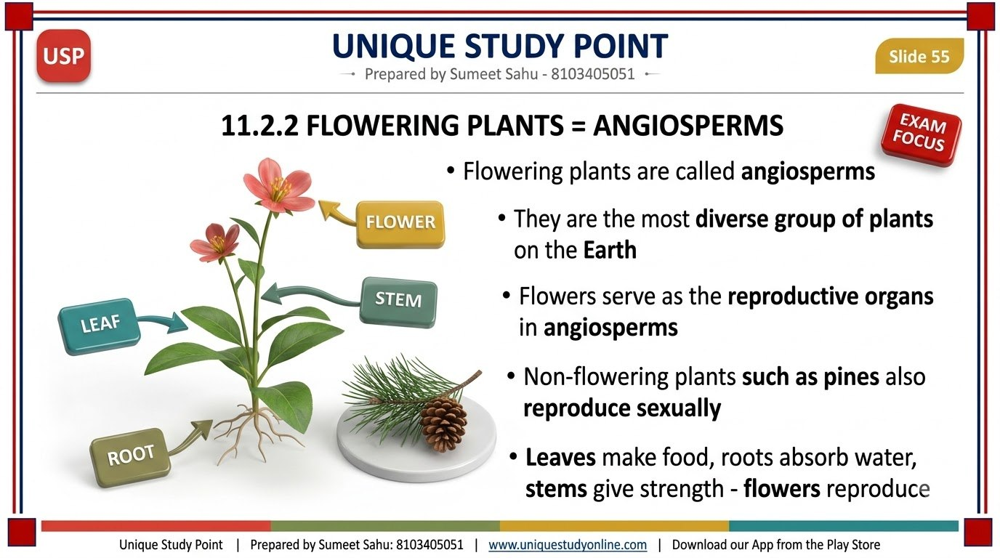 USP
UNIQUE STUDY POINT
Prepared by Sumeet Sahu - 8103405051
Slide 55
11.2.2 FLOWERING PLANTS = ANGIOSPERMS
EXAM
FOCUS
• Flowering plants are called angiosperms
• They are the most diverse group of plants
on the Earth
• Flowers serve as the reproductive organs
in angiosperms
• Non-flowering plants such as pines also
reproduce sexually
• Leaves make food, roots absorb water,
stems give strength - flowers reproduce
FLOWER
STEM
LEAF
ROOT
Unique Study Point | Prepared by Sumeet Sahu: 8103405051 | www.uniquestudyonline.com | Download our App from the Play Store